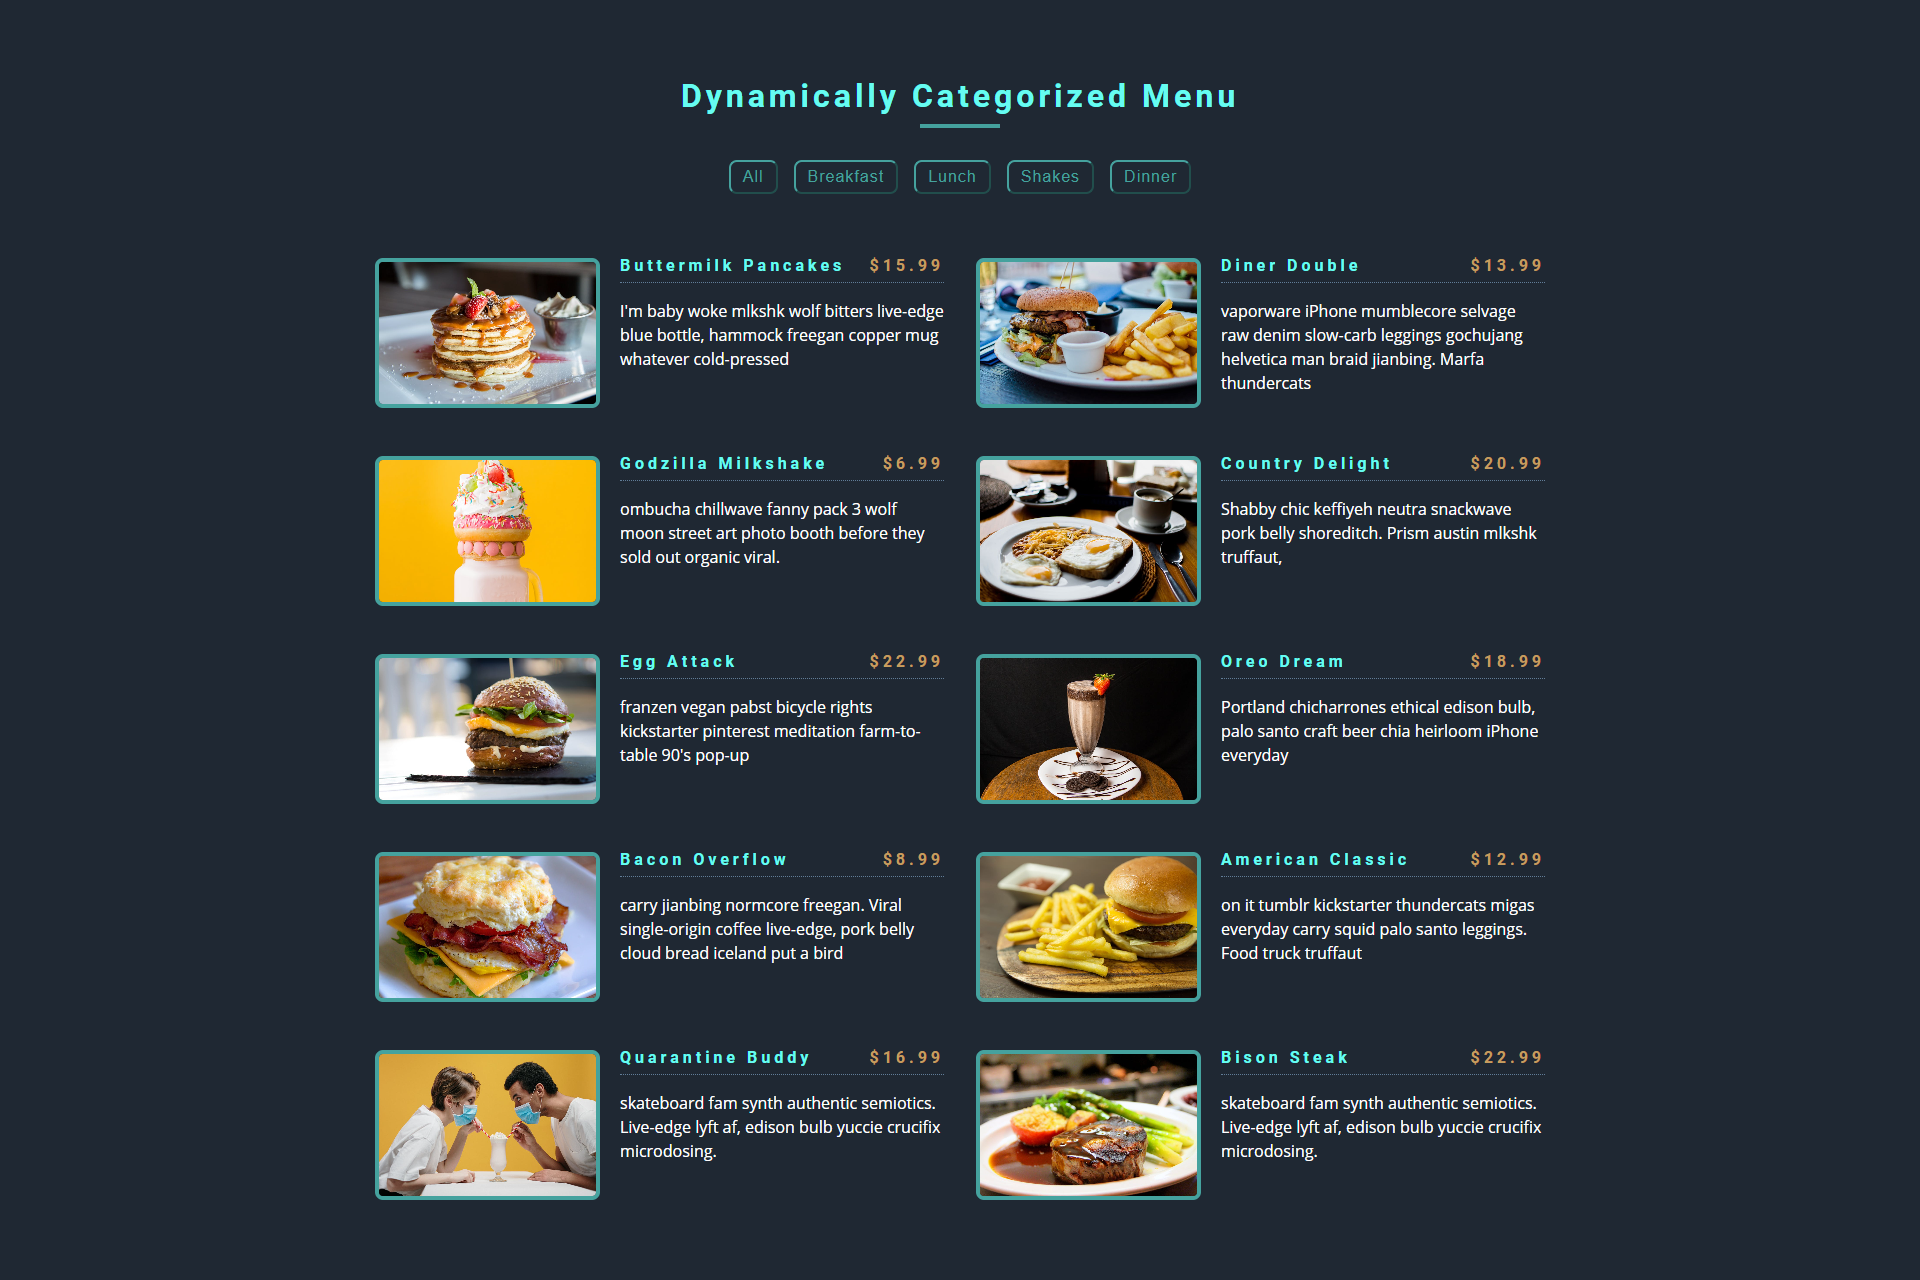 Dynamically Categorized Menu
All
Breakfast
Lunch
Shakes
Dinner
Buttermilk Pancakes $15.99
I'm baby woke mlkshk wolf bitters live-edge
blue bottle, hammock freegan copper mug
whatever cold-pressed
Diner Double $13.99
vaporware iPhone mumblecore selvage
raw denim slow-carb leggings gochujang
helvetica man braid jianbing. Marfa
thundercats
Godzilla Milkshake $6.99
ombucha chillwave fanny pack 3 wolf
moon street art photo booth before they
sold out organic viral.
Country Delight $20.99
Shabby chic keffiyeh neutra snackwave
pork belly shoreditch. Prism austin mlkshk
truffaut,
Egg Attack $22.99
franzen vegan pabst bicycle rights
kickstarter pinterest meditation farm-to-
table 90's pop-up
Oreo Dream $18.99
Portland chicharrones ethical edison bulb,
palo santo craft beer chia heirloom iPhone
everyday
Bacon Overflow $8.99
carry jianbing normcore freegan. Viral
single-origin coffee live-edge, pork belly
cloud bread iceland put a bird
American Classic $12.99
on it tumblr kickstarter thundercats migas
everyday carry squid palo santo leggings.
Food truck truffaut
Quarantine Buddy $16.99
skateboard fam synth authentic semiotics.
Live-edge lyft af, edison bulb yuccie crucifix
microdosing.
Bison Steak $22.99
skateboard fam synth authentic semiotics.
Live-edge lyft af, edison bulb yuccie crucifix
microdosing.